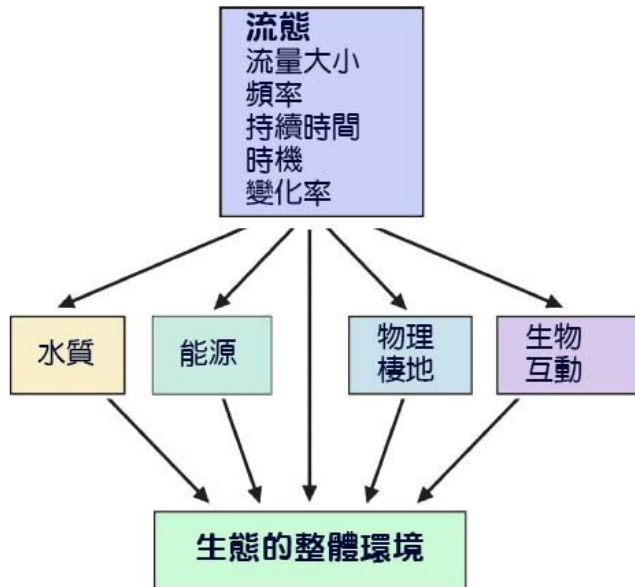 流態
流量大小
頻率
持續時間
時機
變化率
水質
能源
物理
棲地
生物
互動
生態的整體環境